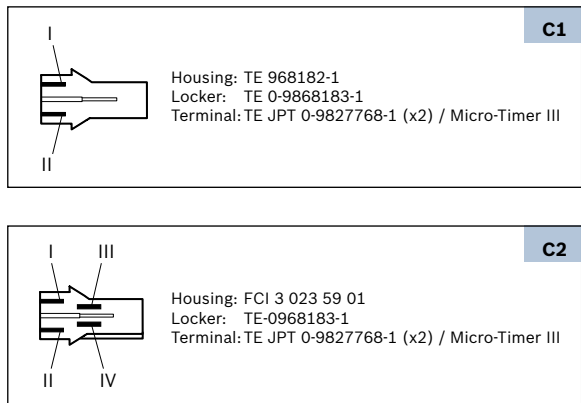 C1
I
II
Housing: TE 968182-1
Locker: TE 0-9868183-1
Terminal: TE JPT 0-9827768-1 (x2) / Micro-Timer III
C2
I III
II IV
Housing: FCI 3 023 59 01
Locker: TE-0968183-1
Terminal: TE JPT 0-9827768-1 (x2) / Micro-Timer III